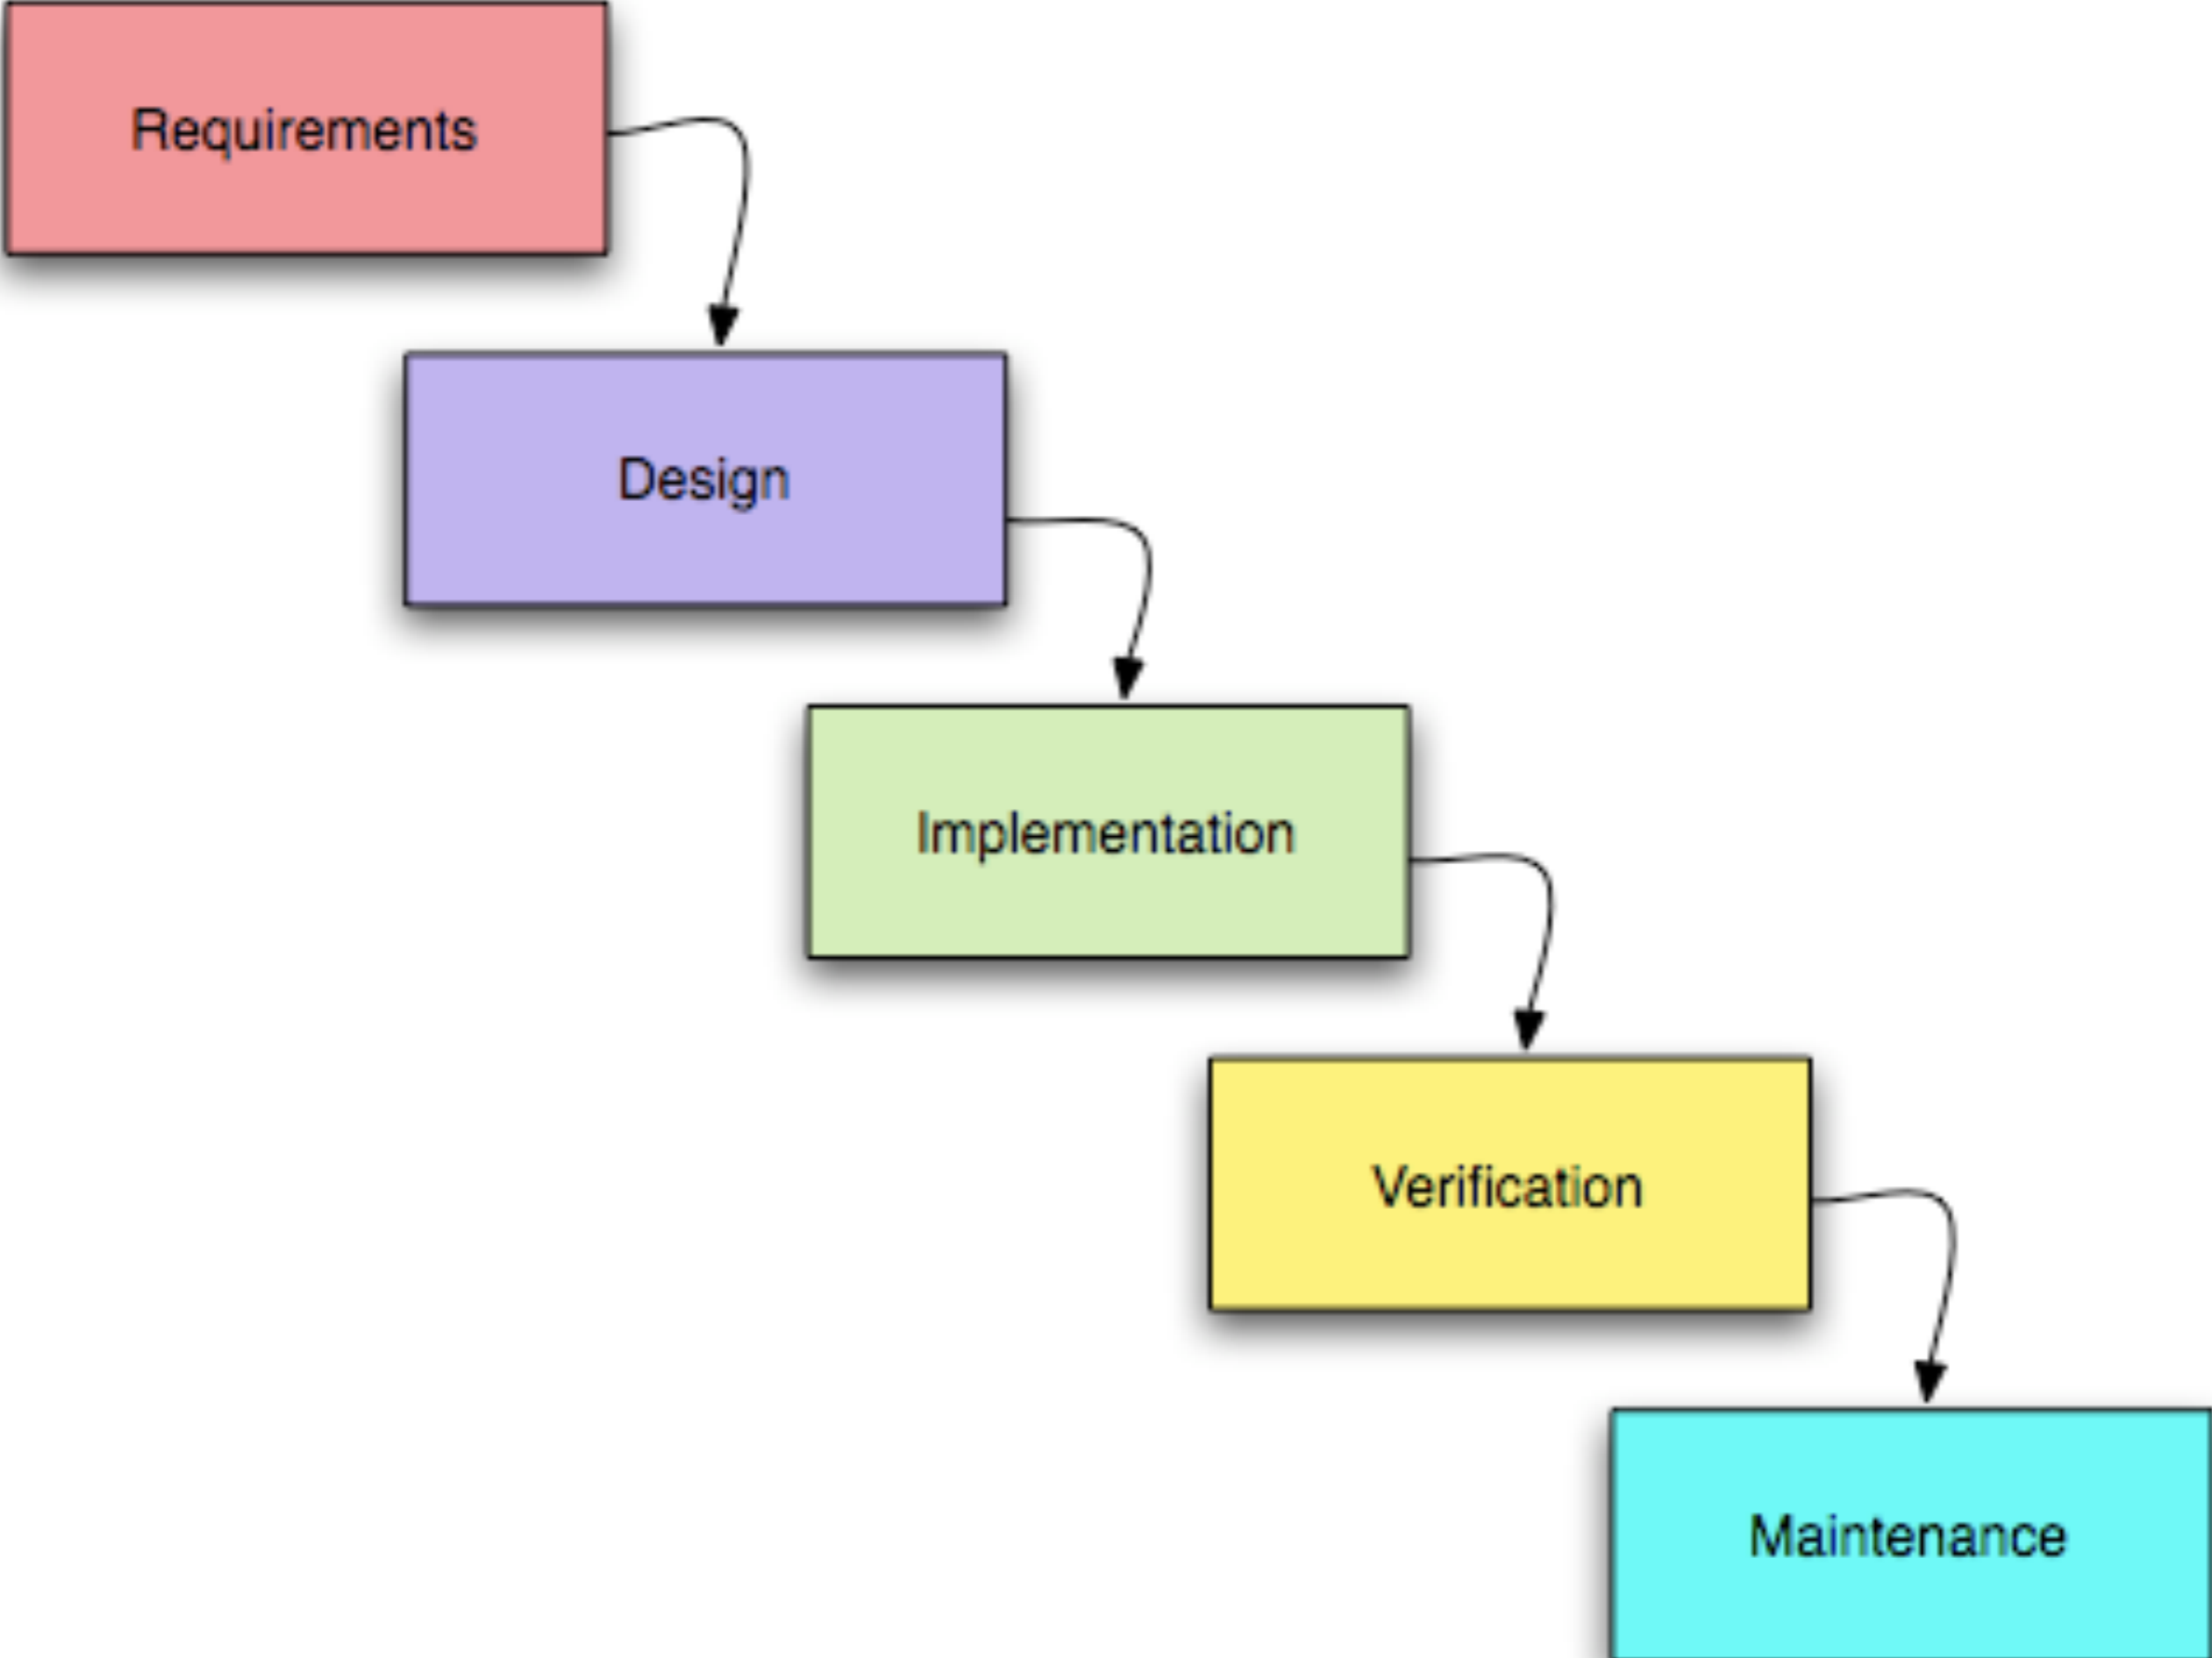 Requirements
Design
Implementation
Verification
Maintenance